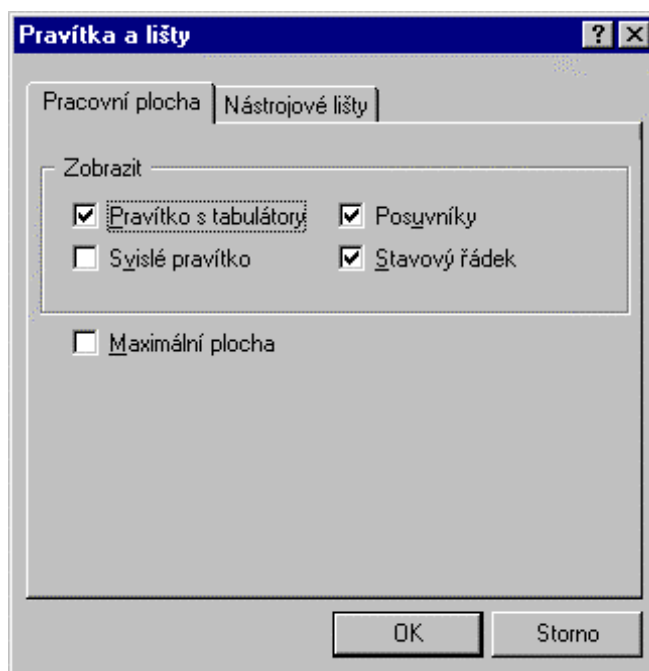 Pravítka a lišty
Pracovní plocha Nástrojové lišty
Zobrazit
Pravítko s tabulátory Posuvníky
Svislé pravítko Stavový řádek
Maximální plocha
OK Storno